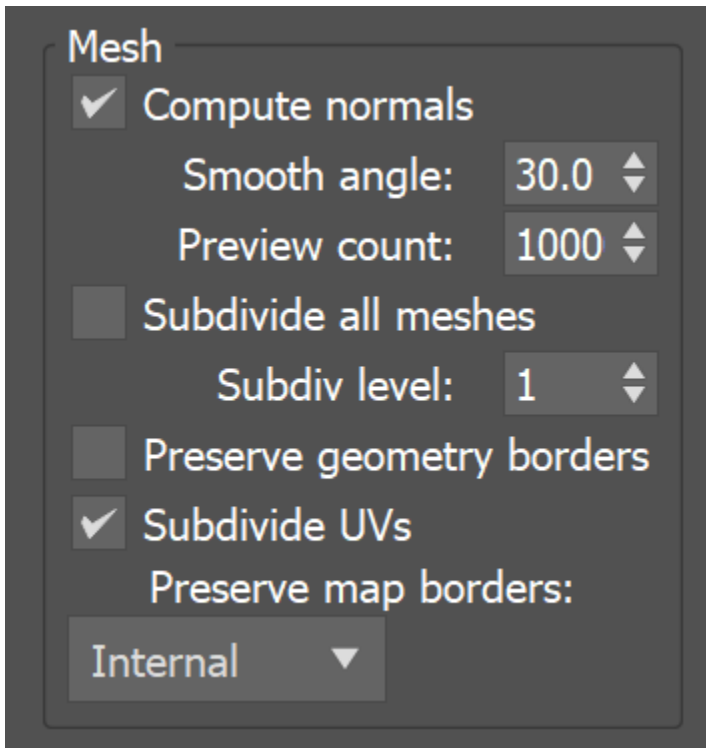 Mesh
Compute normals
Smooth angle: 30.0
Preview count: 1000
Subdivide all meshes
Subdiv level: 1
Preserve geometry borders
Subdivide UVs
Preserve map borders:
Internal